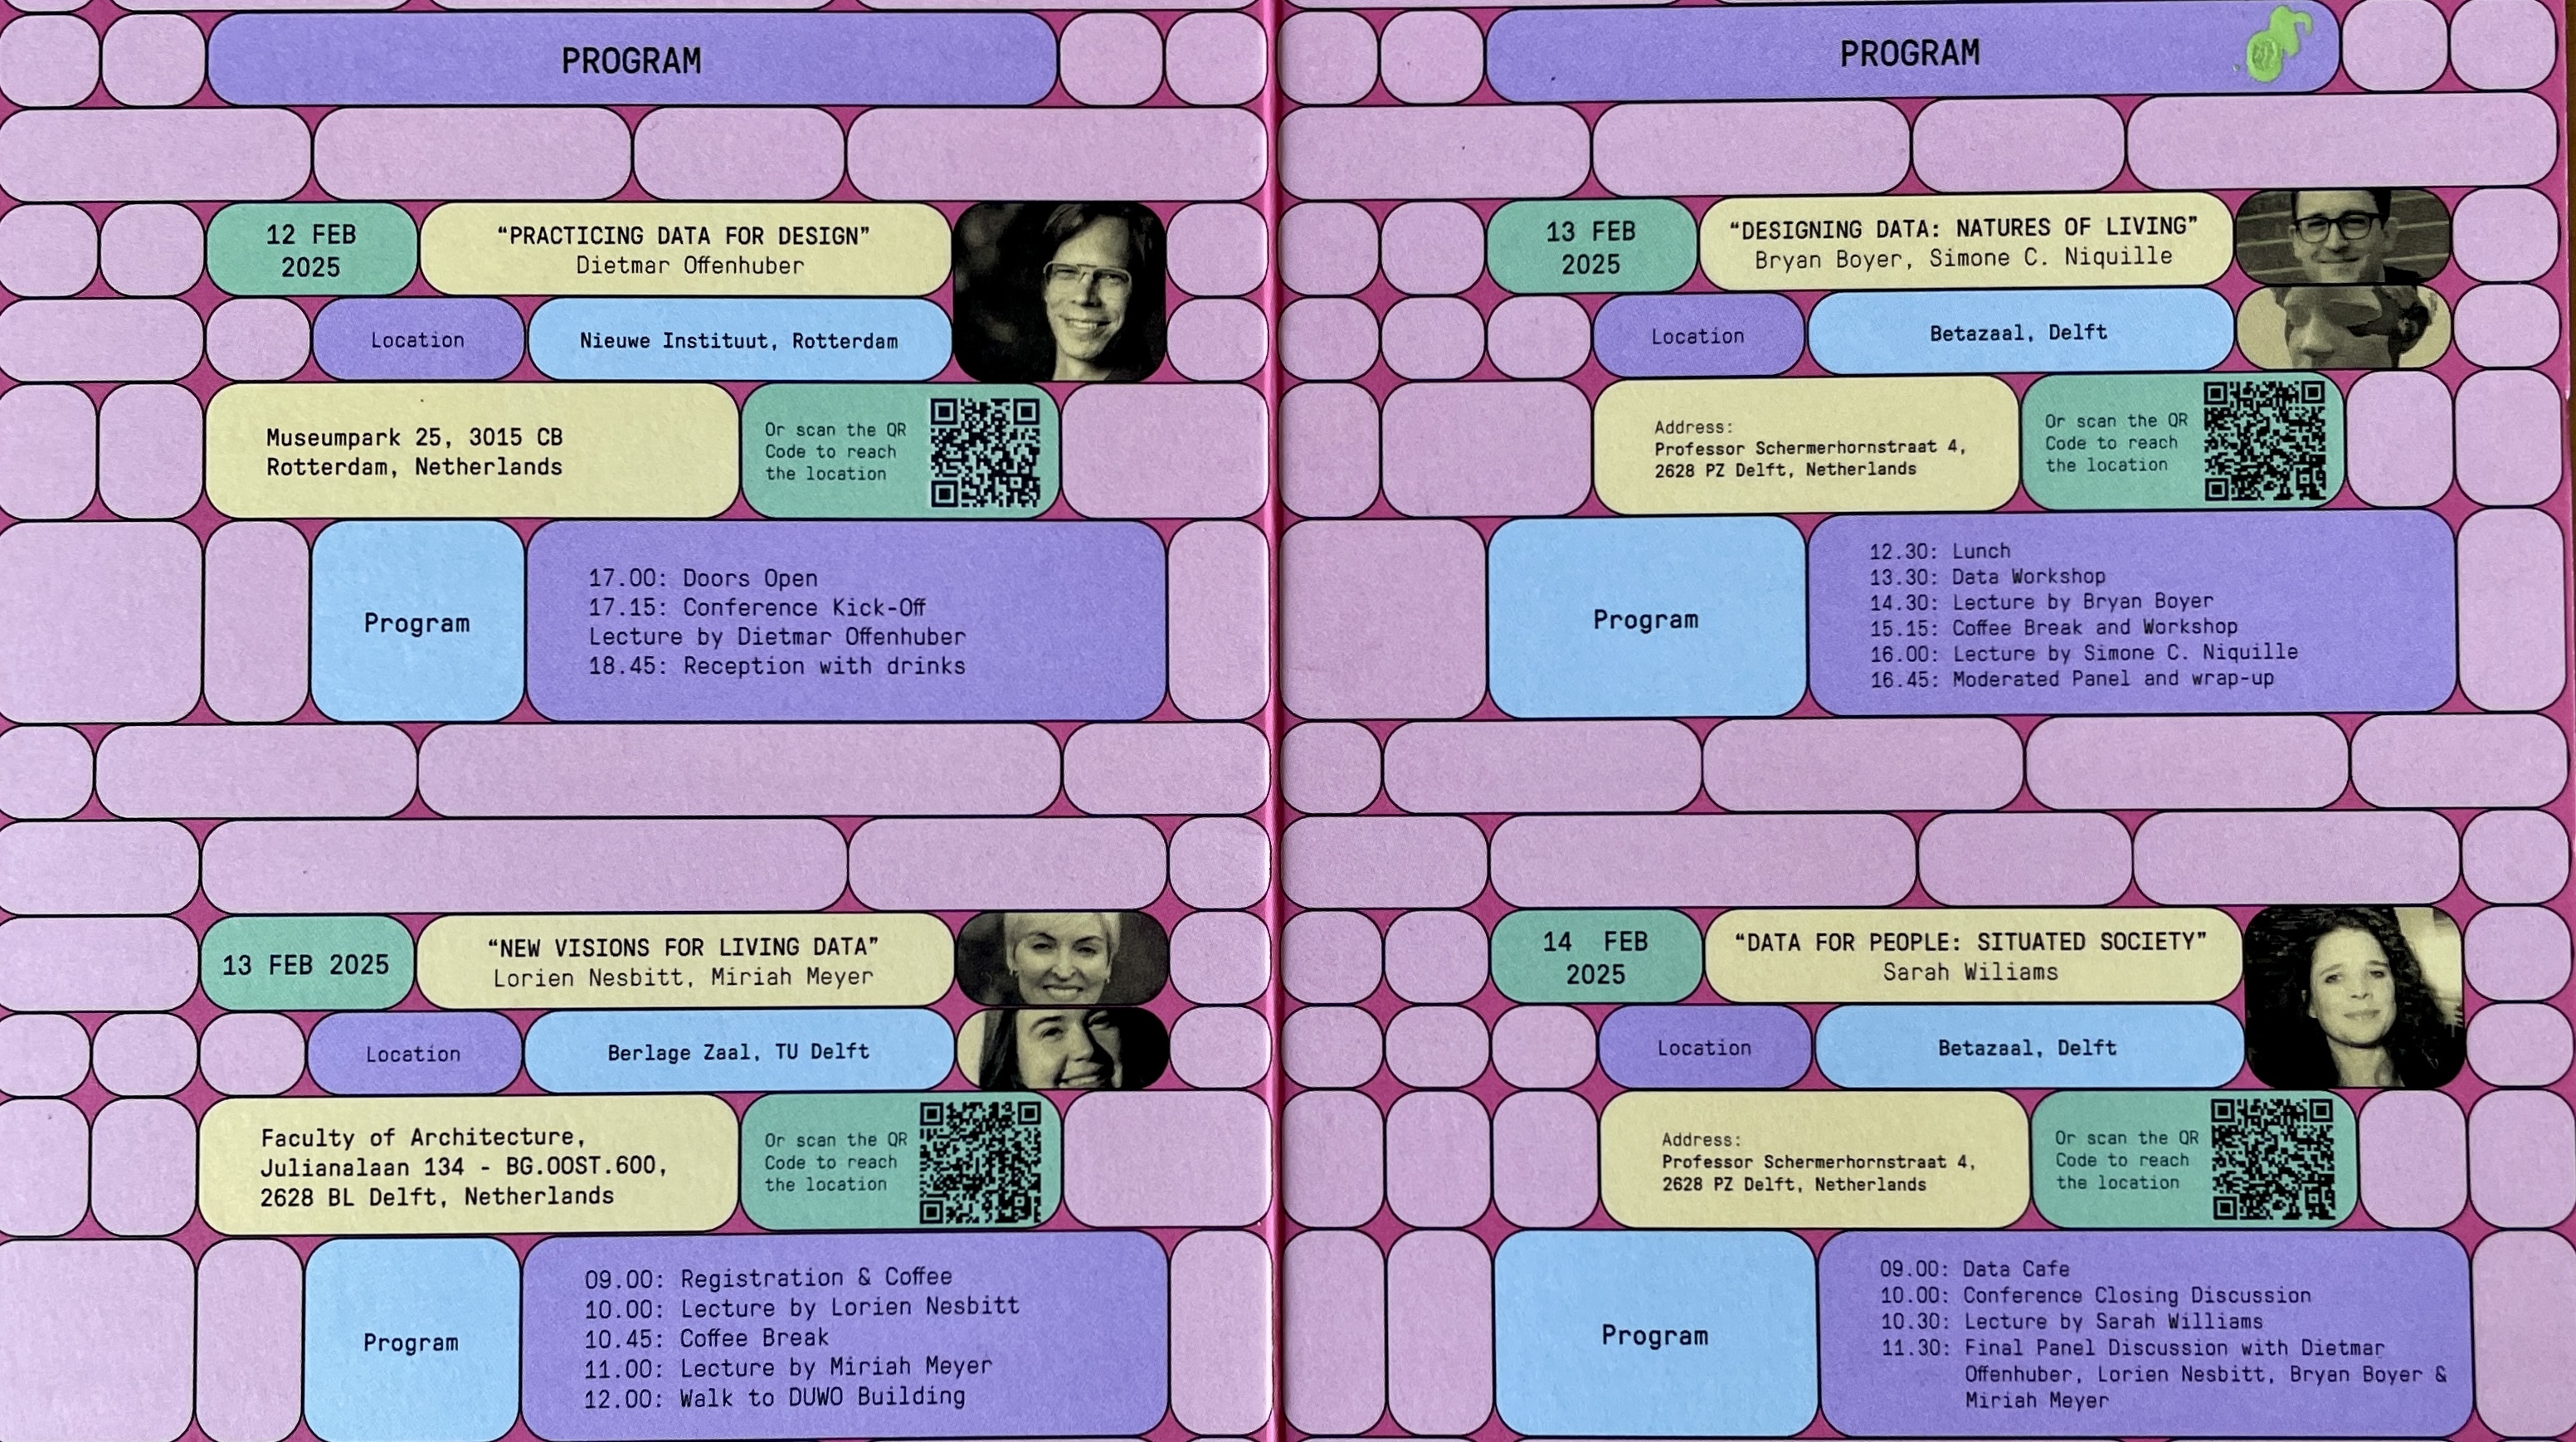 PROGRAM
12 FEB
2025
“PRACTICING DATA FOR DESIGN”
Dietmar Offenhuber
Location
Nieuwe Instituut, Rotterdam
Museumpark 25, 3015 CB
Rotterdam, Netherlands
Or scan the QR
Code to reach
the location
Program
17.00: Doors Open
17.15: Conference Kick-Off
Lecture by Dietmar Offenhuber
18.45: Reception with drinks
13 FEB 2025
“NEW VISIONS FOR LIVING DATA”
Lorien Nesbitt, Miriah Meyer
Location
Berlage Zaal, TU Delft
Faculty of Architecture,
Julianalaan 134 - BG.OOST.600,
2628 BL Delft, Netherlands
Or scan the QR
Code to reach
the location
Program
09.00: Registration & Coffee
10.00: Lecture by Lorien Nesbitt
10.45: Coffee Break
11.00: Lecture by Miriah Meyer
12.00: Walk to DUWO Building
PROGRAM
13 FEB
2025
“DESIGNING DATA: NATURES OF LIVING”
Bryan Boyer, Simone C. Niquille
Location
Betazaal, Delft
Address:
Professor Schermerhornstraat 4,
2628 PZ Delft, Netherlands
Or scan the QR
Code to reach
the location
Program
12.30: Lunch
13.30: Data Workshop
14.30: Lecture by Bryan Boyer
15.15: Coffee Break and Workshop
16.00: Lecture by Simone C. Niquille
16.45: Moderated Panel and wrap-up
14 FEB
2025
“DATA FOR PEOPLE: SITUATED SOCIETY”
Sarah Wiliams
Location
Betazaal, Delft
Address:
Professor Schermerhornstraat 4,
2628 PZ Delft, Netherlands
Or scan the QR
Code to reach
the location
Program
09.00: Data Cafe
10.00: Conference Closing Discussion
10.30: Lecture by Sarah Williams
11.30: Final Panel Discussion with Dietmar
Offenhuber, Lorien Nesbitt, Bryan Boyer &
Miriah Meyer